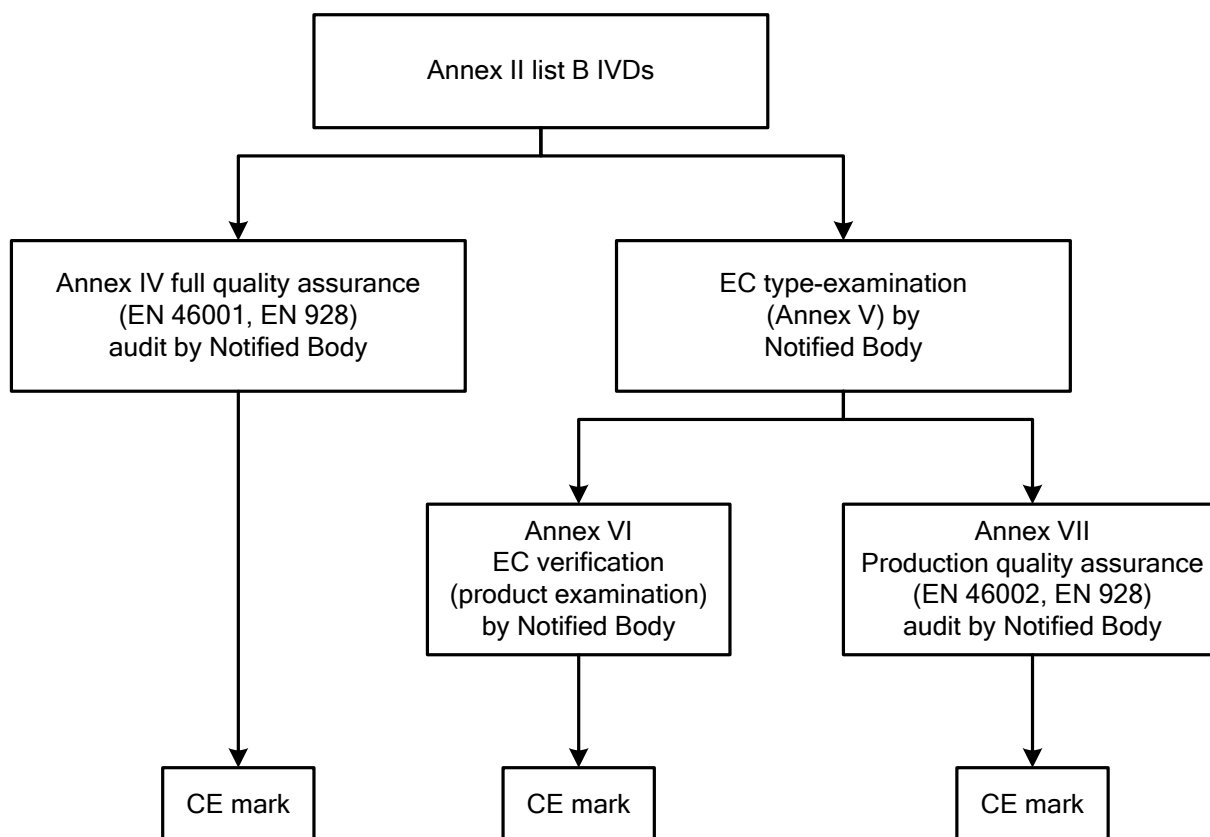 Annex II list B IVDs
Annex IV full quality assurance
(EN 46001, EN 928)
audit by Notified Body
EC type-examination
(Annex V) by
Notified Body
Annex VI
EC verification
(product examination)
by Notified Body
Annex VII
Production quality assurance
(EN 46002, EN 928)
audit by Notified Body
CE mark
CE mark
CE mark